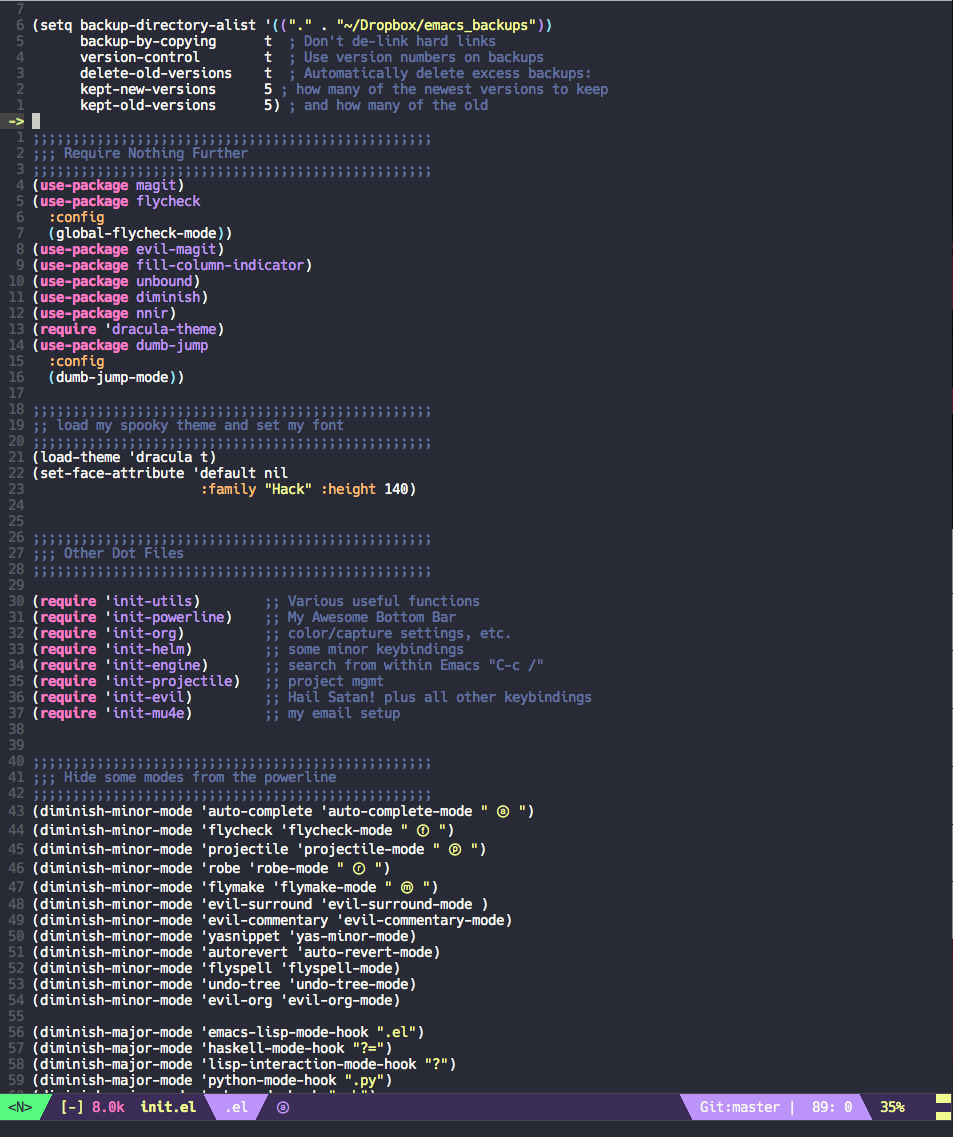 7
6 (setq backup-directory-alist '(("." . "~/Dropbox/emacs_backups"))
5       backup-by-copying      t  ; Don't de-link hard links
4       version-control        t  ; Use version numbers on backups
3       delete-old-versions    t  ; Automatically delete excess backups:
2       kept-new-versions      5 ; how many of the newest versions to keep
1       kept-old-versions      5) ; and how many of the old
->
1 ;;;;;;;;;;;;;;;;;;;;;;;;;;;;;;;;;;;;;;;;;;;;;;;;;;
2 ;;; Require Nothing Further
3 ;;;;;;;;;;;;;;;;;;;;;;;;;;;;;;;;;;;;;;;;;;;;;;;;;;
4 (use-package magit)
5 (use-package flycheck
6   :config
7   (global-flycheck-mode))
8 (use-package evil-magit)
9 (use-package fill-column-indicator)
10 (use-package unbound)
11 (use-package diminish)
12 (use-package nnir)
13 (require 'dracula-theme)
14 (use-package dumb-jump
15   :config
16   (dumb-jump-mode))
17
18 ;;;;;;;;;;;;;;;;;;;;;;;;;;;;;;;;;;;;;;;;;;;;;;;;;;
19 ;; load my spooky theme and set my font
20 ;;;;;;;;;;;;;;;;;;;;;;;;;;;;;;;;;;;;;;;;;;;;;;;;;;
21 (load-theme 'dracula t)
22 (set-face-attribute 'default nil
23                      :family "Hack" :height 140)
24
25
26 ;;;;;;;;;;;;;;;;;;;;;;;;;;;;;;;;;;;;;;;;;;;;;;;;;;
27 ;;; Other Dot Files
28 ;;;;;;;;;;;;;;;;;;;;;;;;;;;;;;;;;;;;;;;;;;;;;;;;;;
29
30 (require 'init-utils)        ;; Various useful functions
31 (require 'init-powerline)    ;; My Awesome Bottom Bar
32 (require 'init-org)          ;; color/capture settings, etc.
33 (require 'init-helm)         ;; some minor keybindings
34 (require 'init-engine)       ;; search from within Emacs "C-c /"
35 (require 'init-projectile)   ;; project mgmt
36 (require 'init-evil)         ;; Hail Satan! plus all other keybindings
37 (require 'init-mu4e)         ;; my email setup
38
39
40 ;;;;;;;;;;;;;;;;;;;;;;;;;;;;;;;;;;;;;;;;;;;;;;;;;;
41 ;;; Hide some modes from the powerline
42 ;;;;;;;;;;;;;;;;;;;;;;;;;;;;;;;;;;;;;;;;;;;;;;;;;;
43 (diminish-minor-mode 'auto-complete 'auto-complete-mode " ⓐ ")
44 (diminish-minor-mode 'flycheck 'flycheck-mode " ⓕ ")
45 (diminish-minor-mode 'projectile 'projectile-mode " ⓟ ")
46 (diminish-minor-mode 'robe 'robe-mode " ⓡ ")
47 (diminish-minor-mode 'flymake 'flymake-mode " ⓜ ")
48 (diminish-minor-mode 'evil-surround 'evil-surround-mode )
49 (diminish-minor-mode 'evil-commentary 'evil-commentary-mode)
50 (diminish-minor-mode 'yasnippet 'yas-minor-mode)
51 (diminish-minor-mode 'autorevert 'auto-revert-mode)
52 (diminish-minor-mode 'flyspell 'flyspell-mode)
53 (diminish-minor-mode 'undo-tree 'undo-tree-mode)
54 (diminish-minor-mode 'evil-org 'evil-org-mode)
55
56 (diminish-major-mode 'emacs-lisp-mode-hook ".el")
57 (diminish-major-mode 'haskell-mode-hook "?=")
58 (diminish-major-mode 'lisp-interaction-mode-hook "?")
59 (diminish-major-mode 'python-mode-hook ".py")
<N> [-] 8.0k init.el .el ⓐ Git:master | 89: 0 35%